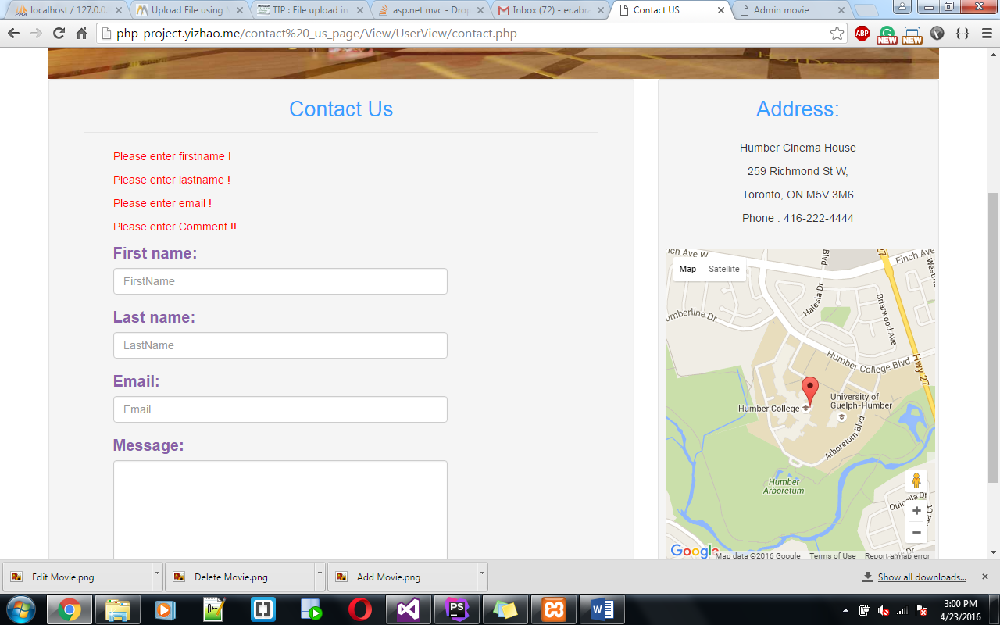 localhost / 127.0.0.
Upload File using M
TIP : File upload in
asp.net mvc - Drop
Inbox (72) - er.abra
Contact US
Admin movie
php-project.yizhao.me/contact%20_us_page/View/UserView/contact.php
ABP
NEW
NEW
Contact Us
Please enter firstname !
Please enter lastname !
Please enter email !
Please enter Comment.!!
First name:
FirstName
Last name:
LastName
Email:
Email
Message:
Address:
Humber Cinema House
259 Richmond St W,
Toronto, ON M5V 3M6
Phone : 416-222-4444
Finch Ave W
Blvd
Finch Ave
Map
Satellite
Halesia Dr
Briarwood Ave
umberline Dr
Humber College Blvd
Hwy 27
Humber College
University of
Guelph-Humber
Arboretum Blvd
Humber
Arboretum
Google
Map data ©2016 Google
Terms of Use
Report a map error
Edit Movie.png
Delete Movie.png
Add Movie.png
Show all downloads...
3:00 PM
4/23/2016